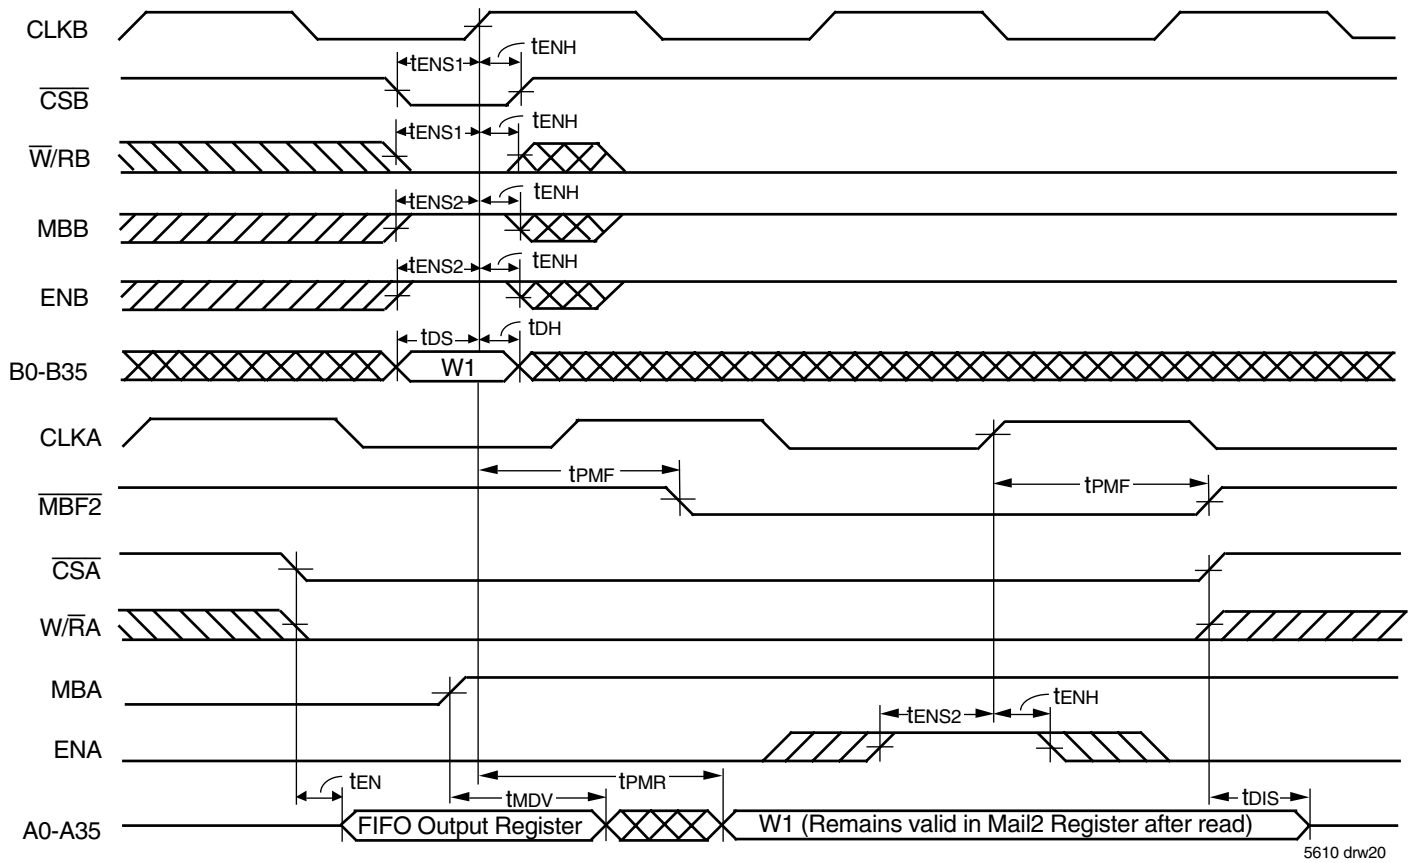 CLKB
tENS1 tENH
CSB
tENS1 tENH
W/RB
tENS2 tENH
MBB
tENS2 tENH
ENB
tDS tDH
B0-B35 W1
CLKA
tPMF tPMF
MBF2
CSA
W/RA
MBA
tENS2 tENH
ENA
tEN tMDV tPMR tDIS
A0-A35 FIFO Output Register W1 (Remains valid in Mail2 Register after read)
5610 drw20